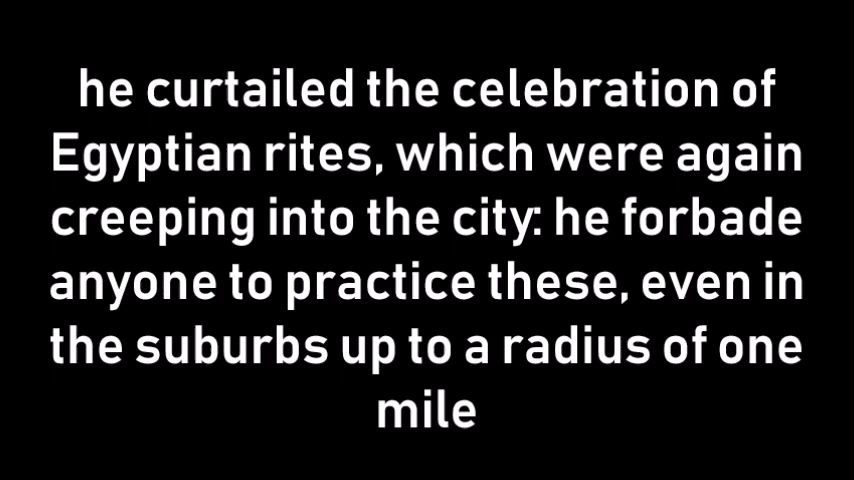 he curtailed the celebration of
Egyptian rites, which were again
creeping into the city: he forbade
anyone to practice these, even in
the suburbs up to a radius of one
mile